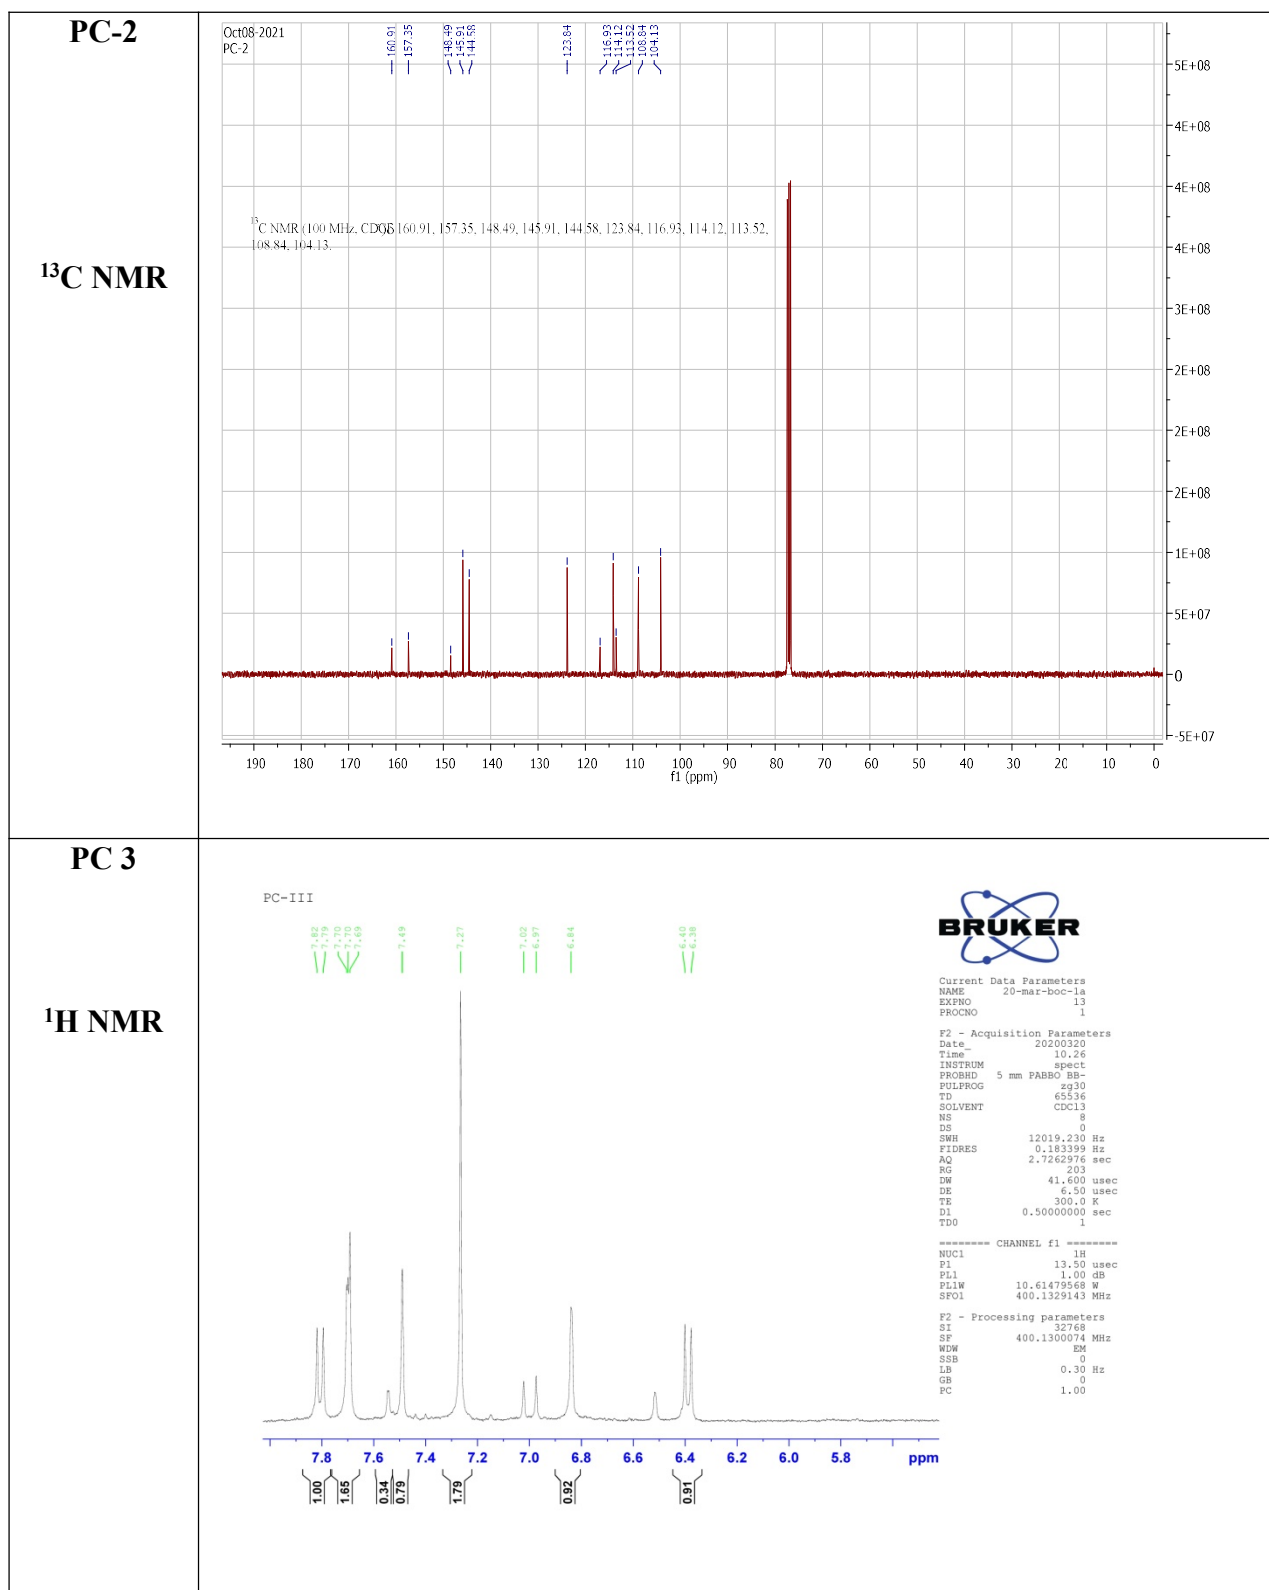 PC-2
13C NMR
Oct08-2021
PC-2
160.91
157.35
148.49
145.91
144.58
123.84
116.93
114.12
113.52
108.84
104.13
13C NMR (100 MHz, CDCl3) δ 160.91, 157.35, 148.49, 145.91, 144.58, 123.84, 116.93, 114.12, 113.52,
108.84, 104.13.
5E+08
4E+08
4E+08
4E+08
3E+08
2E+08
2E+08
2E+08
1E+08
5E+07
0
-5E+07
190 180 170 160 150 140 130 120 110 100 90 80 70 60 50 40 30 20 10 0
f1 (ppm)
PC 3
1H NMR
PC-III
7.82
7.79
7.70
7.70
7.69
7.49
7.27
7.02
6.97
6.84
6.40
6.38
BRUKER
Current Data Parameters
NAME 20-mar-boc-1a
EXPNO 13
PROCNO 1
F2 - Acquisition Parameters
Date_ 20200320
Time 10.26
INSTRUM spect
PROBHD 5 mm PABBO BB-
PULPROG zg30
TD 65536
SOLVENT CDCl3
NS 8
DS 0
SWH 12019.230 Hz
FIDRES 0.183399 Hz
AQ 2.7262976 sec
RG 203
DW 41.600 usec
DE 6.50 usec
TE 300.0 K
D1 0.50000000 sec
TD0 1
======== CHANNEL f1 ========
NUC1 1H
P1 13.50 usec
PL1 1.00 dB
PL1W 10.61479568 W
SFO1 400.1329143 MHz
F2 - Processing parameters
SI 32768
SF 400.1300074 MHz
WDW EM
SSB 0
LB 0.30 Hz
GB 0
PC 1.00
7.8 7.6 7.4 7.2 7.0 6.8 6.6 6.4 6.2 6.0 5.8 ppm
1.00
1.65
0.34
0.79
1.79
0.92
0.91